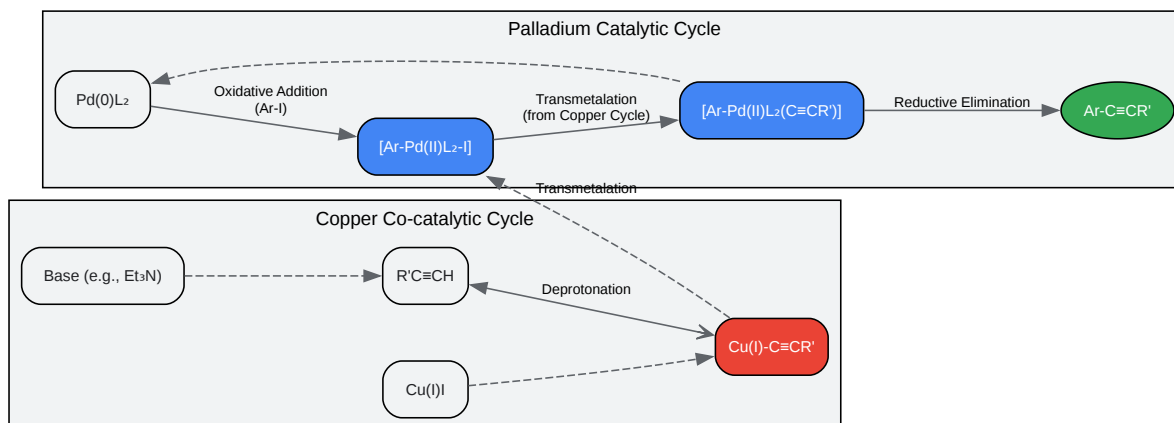 Palladium Catalytic Cycle
Pd(0)L₂
Oxidative Addition
(Ar-I)
[Ar-Pd(II)L₂-I]
Transmetalation
(from Copper Cycle)
[Ar-Pd(II)L₂(C≡CR')]
Reductive Elimination
Ar-C≡CR'
Transmetalation
Copper Co-catalytic Cycle
Base (e.g., Et₃N)
R'C≡CH
Deprotonation
Cu(I)-C≡CR'
Cu(I)I